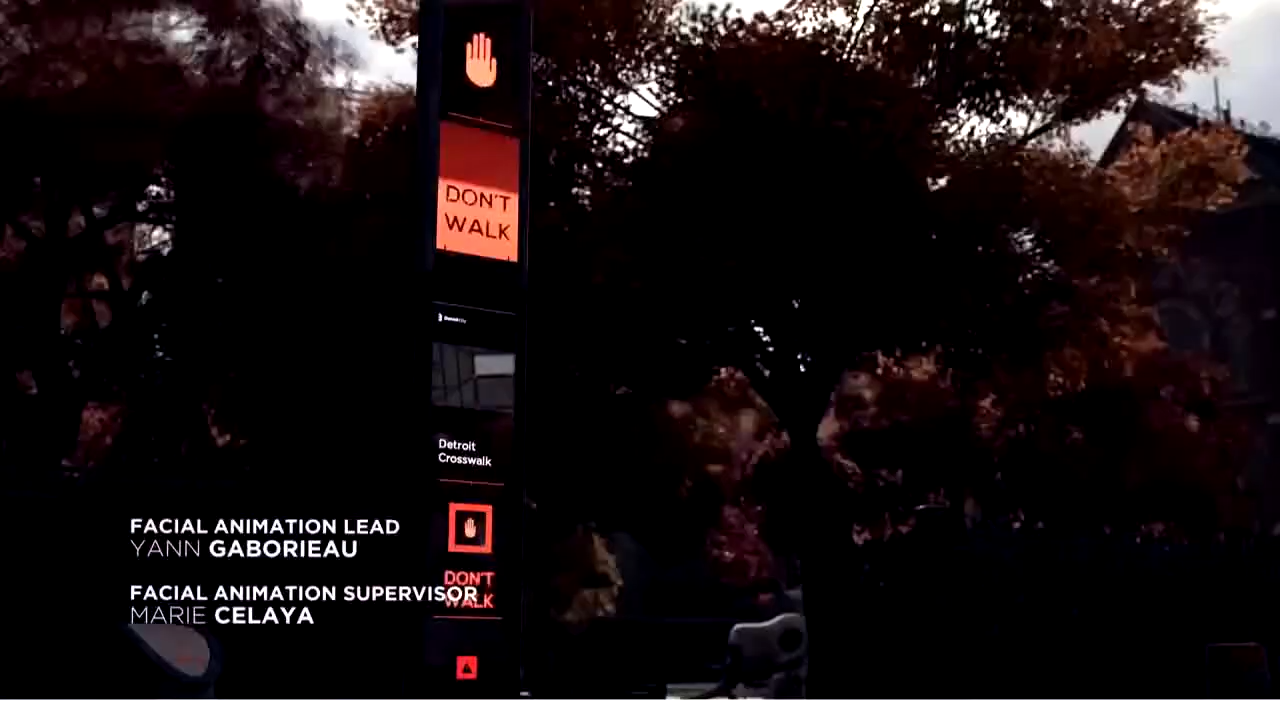 DON'T
WALK
Detroit
Crosswalk
DON'T
WALK
FACIAL ANIMATION LEAD
YANN GABORIEAU
FACIAL ANIMATION SUPERVISOR
MARIE CELAYA